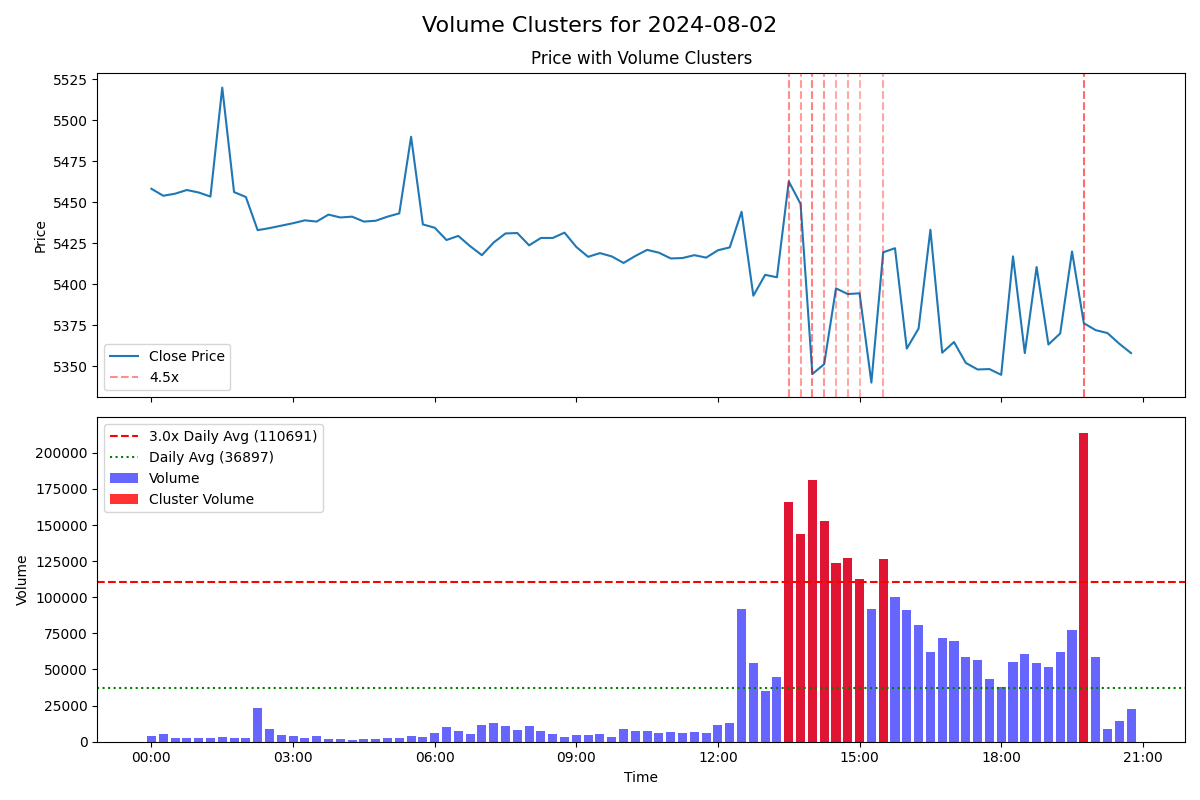 Volume Clusters for 2024-08-02
Price with Volume Clusters
5525
5500
5475
5450
5425
5400
5375
5350
Price
Close Price
4.5x
200000
175000
150000
125000
100000
75000
50000
25000
0
Volume
3.0x Daily Avg (110691)
Daily Avg (36897)
Volume
Cluster Volume
00:00 03:00 06:00 09:00 12:00 15:00 18:00 21:00
Time